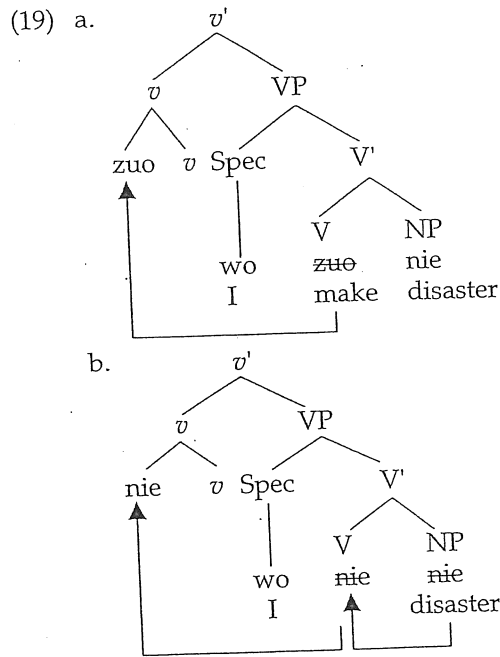 (19) a. v'
v VP
zuo v Spec V'
V NP
wo zuo nie
I make disaster
b. v'
v VP
nie v Spec V'
V NP
wo nie nie
I disaster